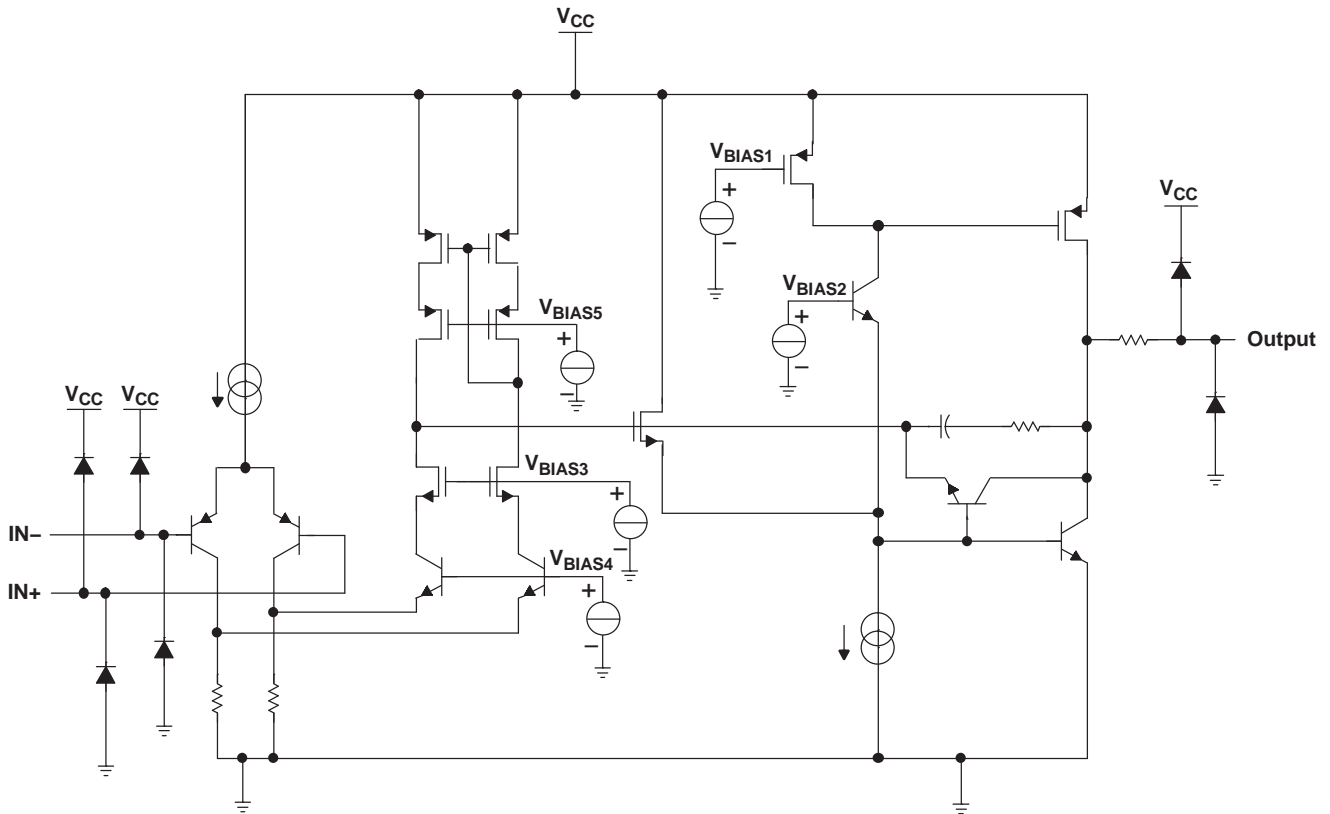 VCC
VBIAS1
+
−
VCC
VBIAS2
+
−
VBIAS5
+
−
Output
VCC
VCC
VBIAS3
+
−
IN−
VBIAS4
+
−
IN+